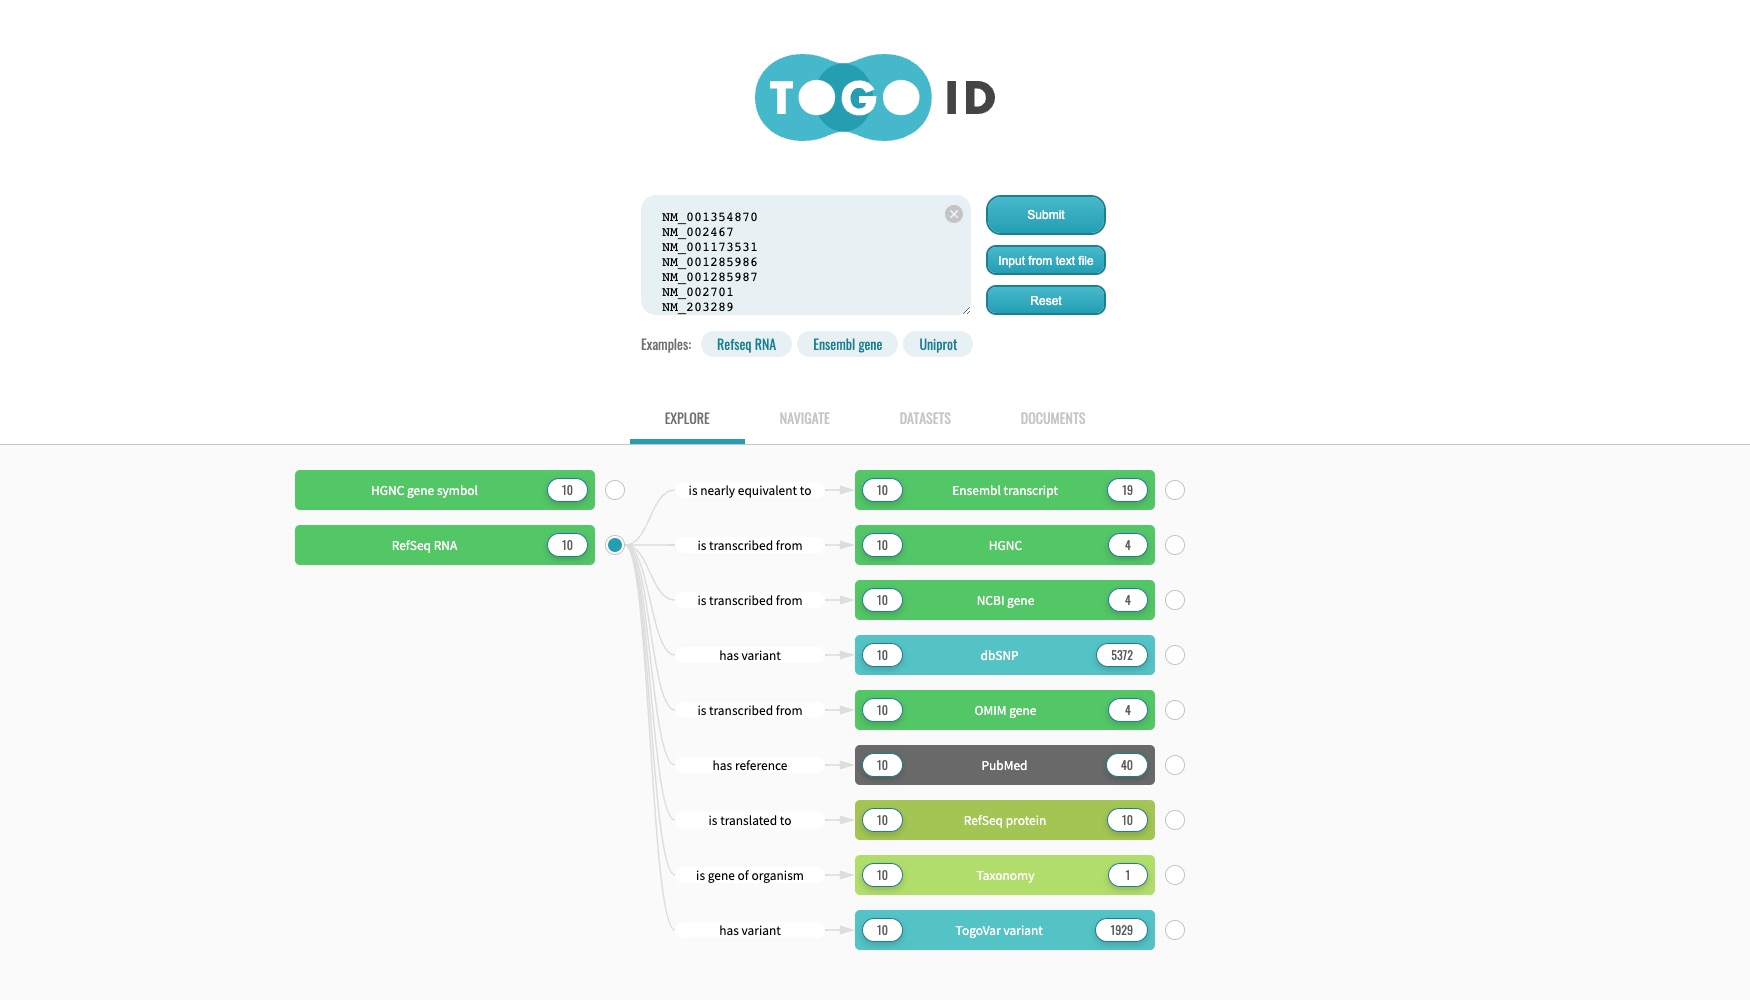 TOGO ID
NM_001354870
NM_002467
NM_001173531
NM_001285986
NM_001285987
NM_002701
NM_203289
Submit
Input from text file
Reset
Examples: Refseq RNA Ensembl gene Uniprot
EXPLORE NAVIGATE DATASETS DOCUMENTS
HGNC gene symbol 10
RefSeq RNA 10
is nearly equivalent to 10 Ensembl transcript 19
is transcribed from 10 HGNC 4
is transcribed from 10 NCBI gene 4
has variant 10 dbSNP 5372
is transcribed from 10 OMIM gene 4
has reference 10 PubMed 40
is translated to 10 RefSeq protein 10
is gene of organism 10 Taxonomy 1
has variant 10 TogoVar variant 1929